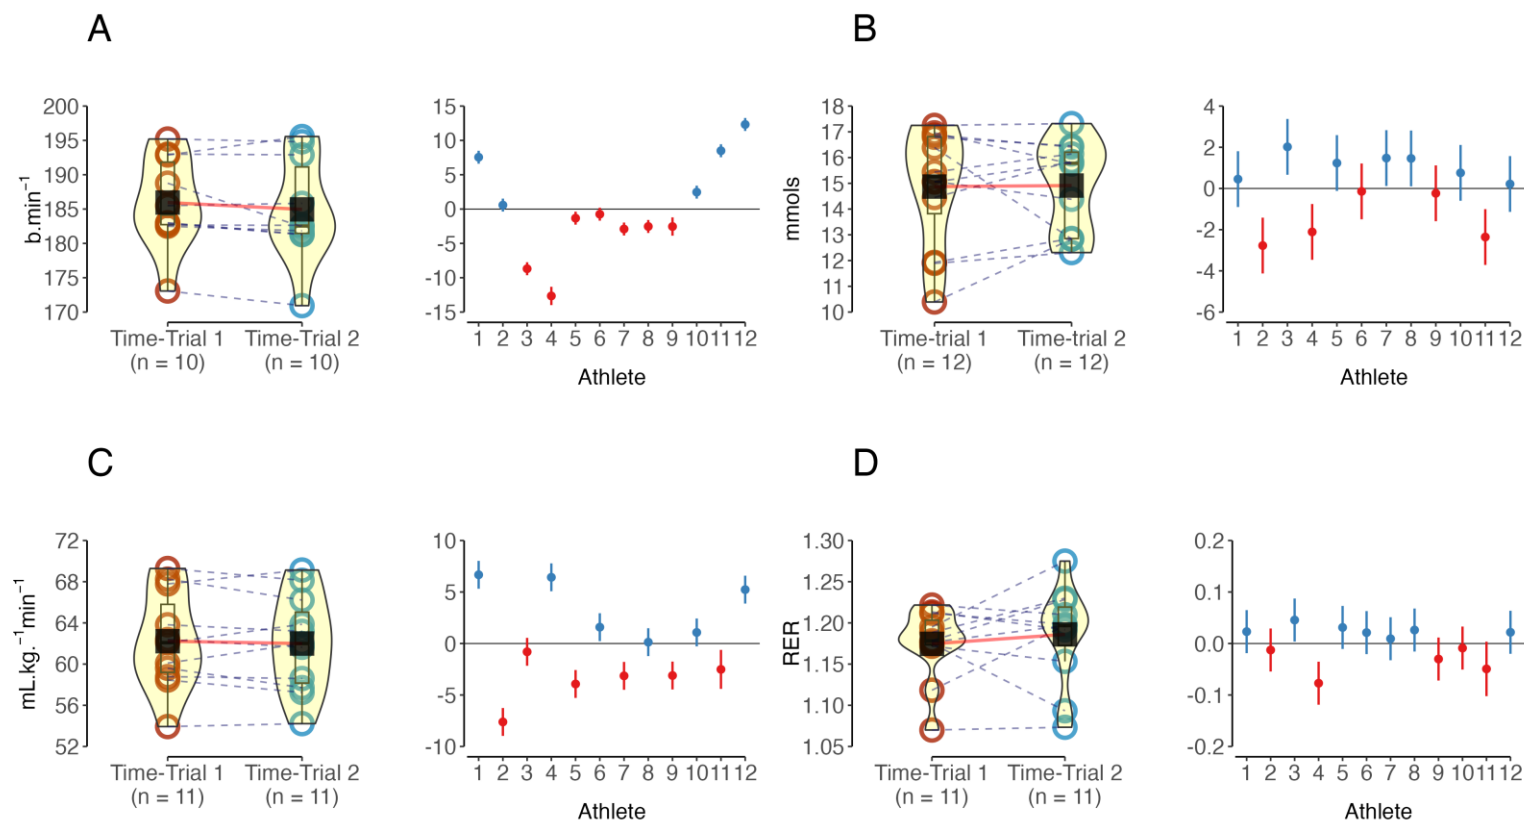 A
200
195
190
185
180
175
170
b.min⁻¹
Time-Trial 1
(n = 10)
Time-Trial 2
(n = 10)
15
10
5
0
-5
-10
-15
1 2 3 4 5 6 7 8 9 10 11 12
Athlete
B
18
17
16
15
14
13
12
11
10
mmols
Time-trial 1
(n = 12)
Time-trial 2
(n = 12)
4
2
0
-2
-4
-6
1 2 3 4 5 6 7 8 9 10 11 12
Athlete
C
72
68
64
60
56
52
mL.kg.⁻¹min⁻¹
Time-Trial 1
(n = 11)
Time-Trial 2
(n = 11)
10
5
0
-5
-10
1 2 3 4 5 6 7 8 9 10 11 12
Athlete
D
1.30
1.25
1.20
1.15
1.10
1.05
RER
Time-Trial 1
(n = 11)
Time-Trial 2
(n = 11)
0.2
0.1
0.0
-0.1
-0.2
1 2 3 4 5 6 7 8 9 10 11 12
Athlete